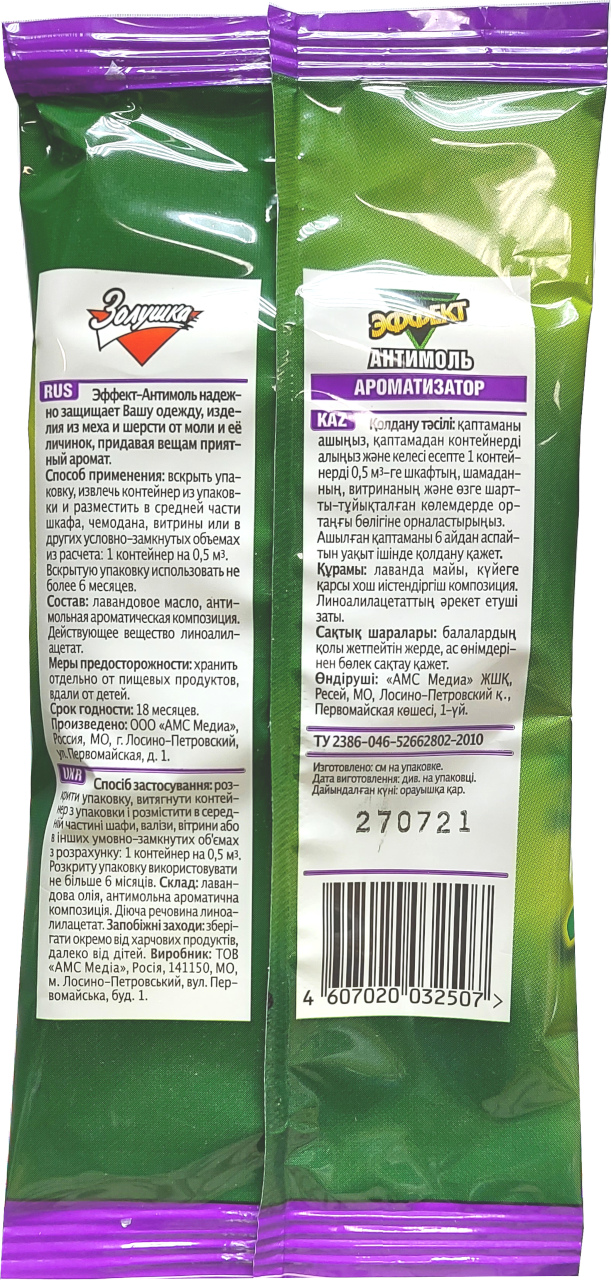 Золушка
RUS Эффект-Антимоль надеж-
но защищает Вашу одежду, изде-
лия из меха и шерсти от моли и её
личинок, придавая вещам прият-
ный аромат.
Способ применения: вскрыть упа-
ковку, извлечь контейнер из упаков-
ки и разместить в средней части
шкафа, чемодана, витрины или в
других условно-замкнутых объемах
из расчета: 1 контейнер на 0,5 м³.
Вскрытую упаковку использовать не
более 6 месяцев.
Состав: лавандовое масло, анти-
мольная ароматическая композиция.
Действующее вещество линоалил-
ацетат.
Меры предосторожности: хранить
отдельно от пищевых продуктов,
вдали от детей.
Срок годности: 18 месяцев.
Произведено: ООО «АМС Медиа»,
Россия, МО, г. Лосино-Петровский,
ул. Первомайская, д. 1.
UKR Спосіб застосування: роз-
крити упаковку, витягнути контей-
нер з упаковки і розмістити в серед-
ній частині шафи, валізи, вітрини або
в інших умовно-замкнутих об'ємах
з розрахунку: 1 контейнер на 0,5 м³.
Розкриту упаковку використовувати
не більше 6 місяців. Склад: лаван-
дова олія, антимольна ароматична
композиція. Діюча речовина линоа-
лилацетат. Запобіжні заходи: збері-
гати окремо від харчових продуктів,
далеко від дітей. Виробник: ТОВ
«АМС Медіа», Росія, 141150, МО,
м. Лосино-Петровський, вул. Пер-
вомайська, буд. 1.
ЭФФЕКТ
АНТИМОЛЬ
АРОМАТИЗАТОР
KAZ Қолдану тәсілі: қаптаманы
ашыңыз, қаптамадан контейнерді
алыңыз және келесі есепте 1 контей-
нерді 0,5 м³-ге шкафтың, шамадан-
ның, витринаның және өзге шарт-
ты-тұйықталған көлемдерде ор-
таңғы бөлігіне орналастырыңыз.
Ашылған қаптаманы 6 айдан аспай-
тын уақыт ішінде қолдану қажет.
Құрамы: лаванда майы, күйеге
қарсы хош иістендіргіш композиция.
Линоалилацетаттың әрекет етуші
заты.
Сақтық шаралары: балалардың
қолы жетпейтін жерде, ас өнімдері-
нен бөлек сақтау қажет.
Өндіруші: «АМС Медиа» ЖШҚ,
Ресей, МО, Лосино-Петровский қ.,
Первомайская көшесі, 1-үй.
ТУ 2386-046-52662802-2010
Изготовлено: см на упаковке.
Дата виготовлення: див. на упаковці.
Дайындалған күні: орауышка қар.
270721
4 607020 032507 >